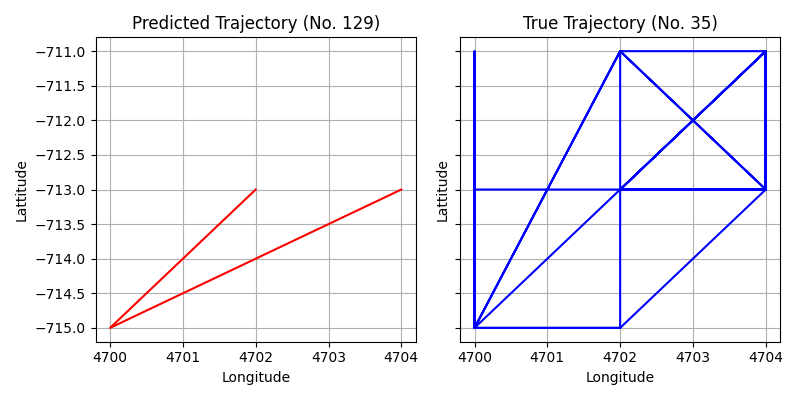 Predicted Trajectory (No. 129)
True Trajectory (No. 35)
−711.0
−711.5
−712.0
−712.5
−713.0
−713.5
−714.0
−714.5
−715.0
Lattitude
Lattitude
4700 4701 4702 4703 4704
4700 4701 4702 4703 4704
Longitude
Longitude